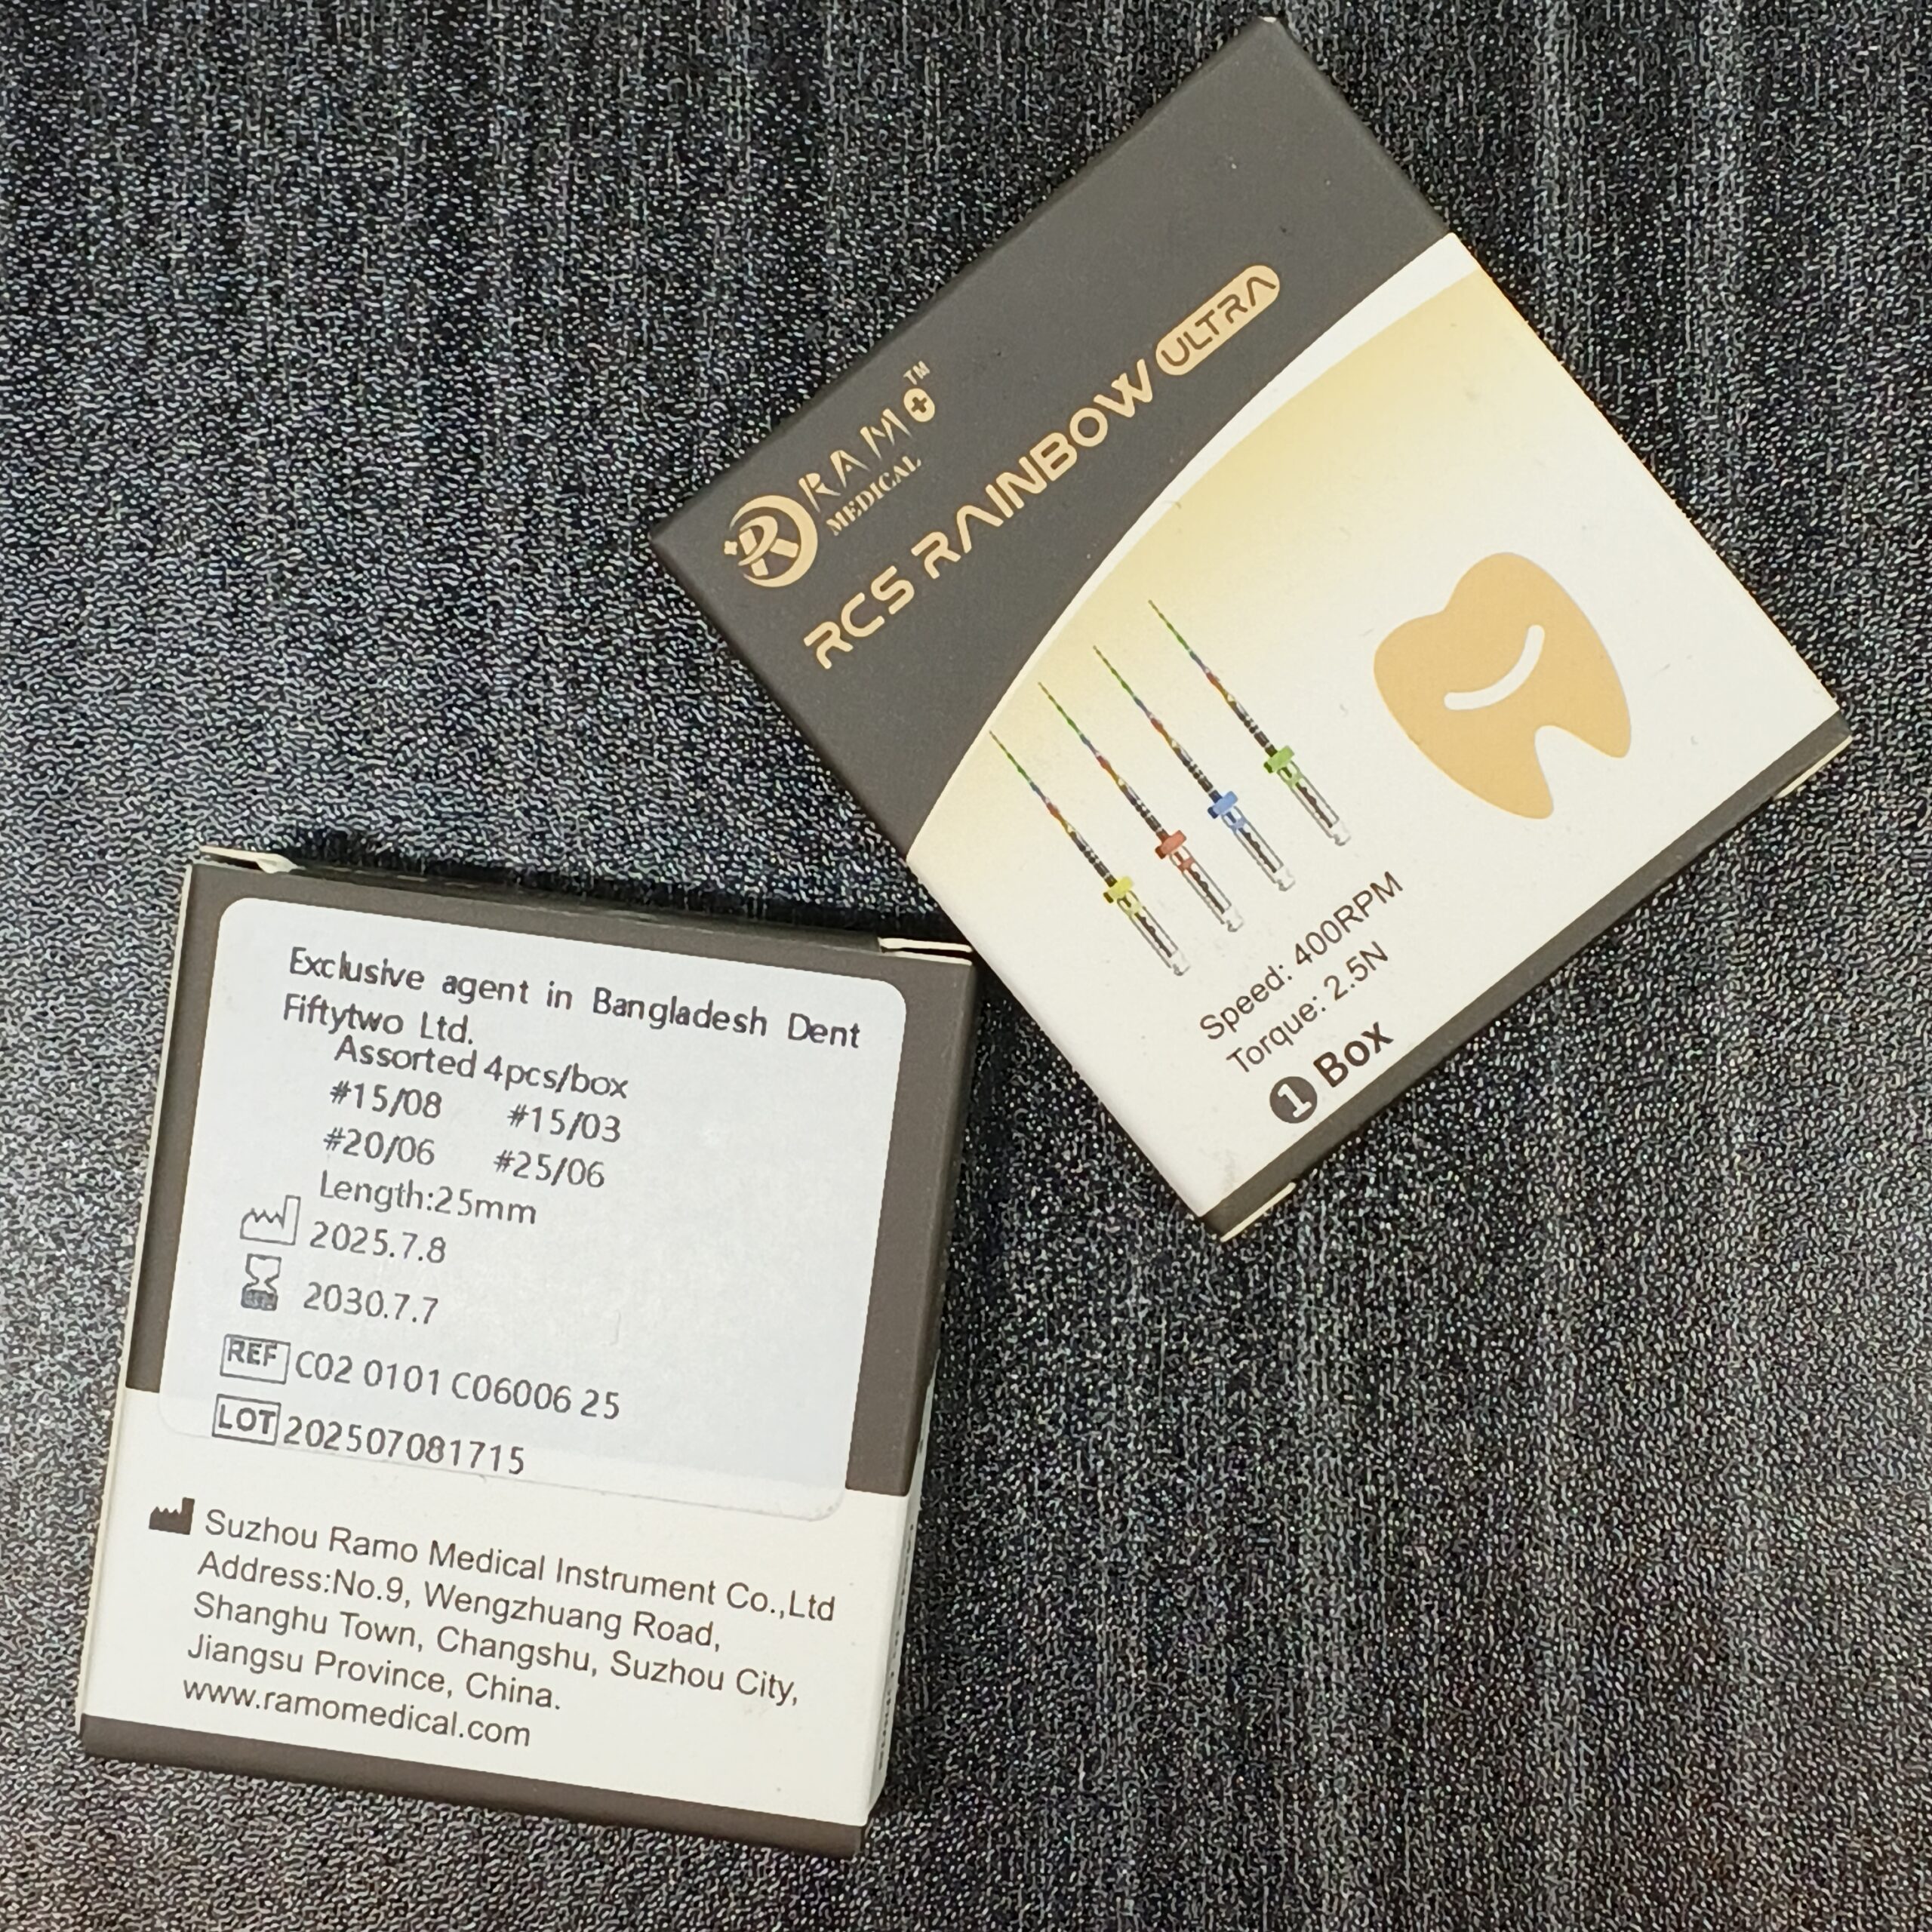 RAMO™
MEDICAL
RCS RAINBOW ULTRA
Speed: 400RPM
Torque: 2.5N
1 Box
Exclusive agent in Bangladesh Dent
Fiftytwo Ltd.
Assorted 4pcs/box
#15/08 #15/03
#20/06 #25/06
Length:25mm
2025.7.8
2030.7.7
REF C02 0101 C06006 25
LOT 202507081715
Suzhou Ramo Medical Instrument Co.,Ltd
Address:No.9, Wengzhuang Road,
Shanghu Town, Changshu, Suzhou City,
Jiangsu Province, China.
www.ramomedical.com